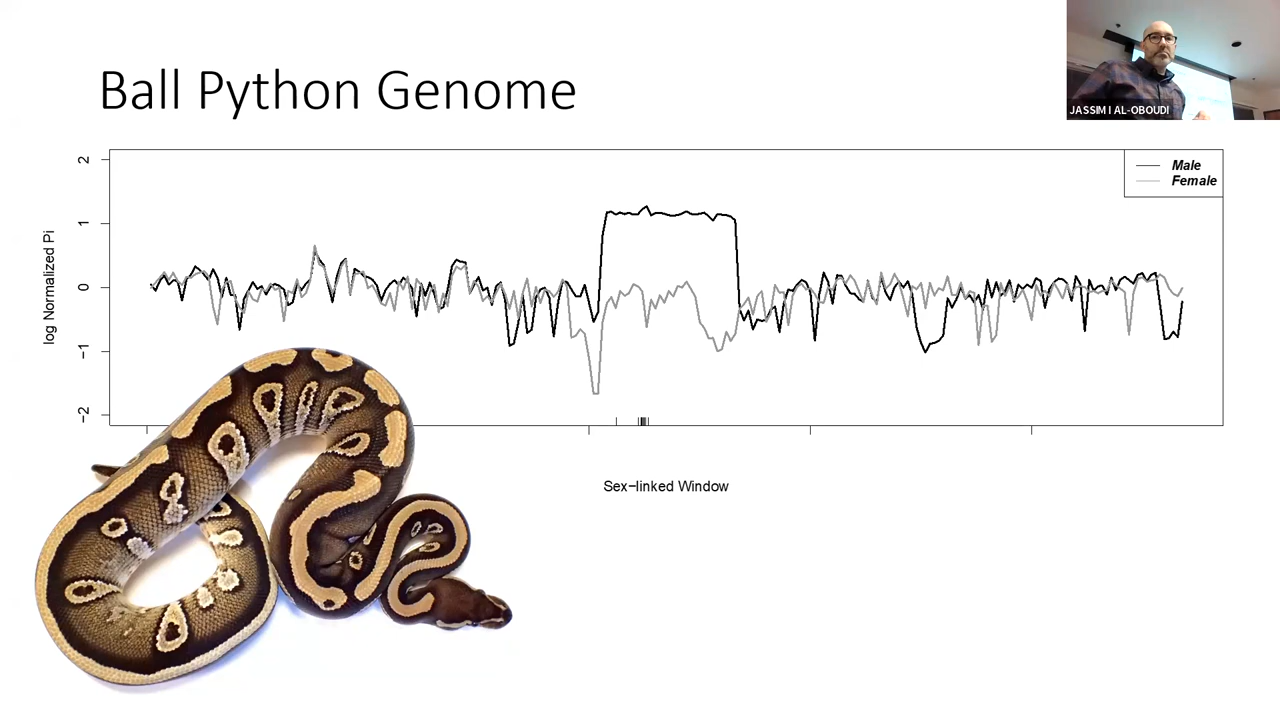 Ball Python Genome
JASSIM I AL-OBOUDI
2
1
0
−1
−2
log Normalized Pi
Male
Female
Sex−linked Window